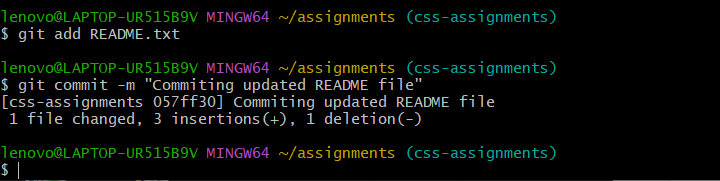 lenovo@LAPTOP-UR515B9V MINGW64 ~/assignments (css-assignments)
$ git add README.txt
lenovo@LAPTOP-UR515B9V MINGW64 ~/assignments (css-assignments)
$ git commit -m "Commiting updated README file"
[css-assignments 057ff30] Commiting updated README file
 1 file changed, 3 insertions(+), 1 deletion(-)
lenovo@LAPTOP-UR515B9V MINGW64 ~/assignments (css-assignments)
$